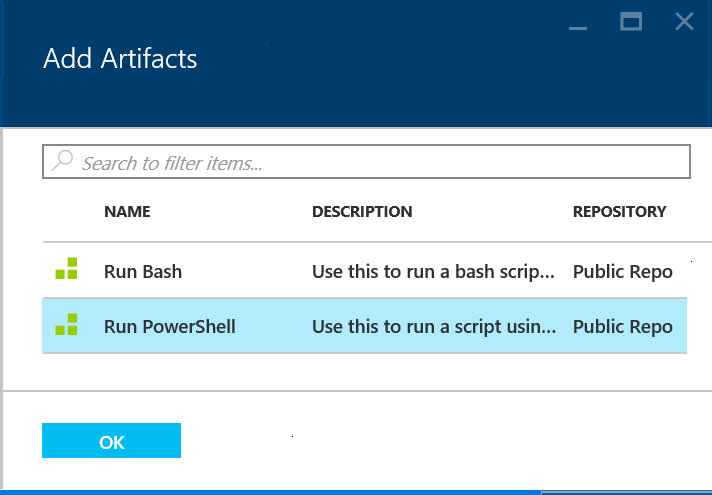 Add Artifacts
Search to filter items...
NAME DESCRIPTION REPOSITORY
Run Bash Use this to run a bash scrip... Public Repo
Run PowerShell Use this to run a script usin... Public Repo
OK